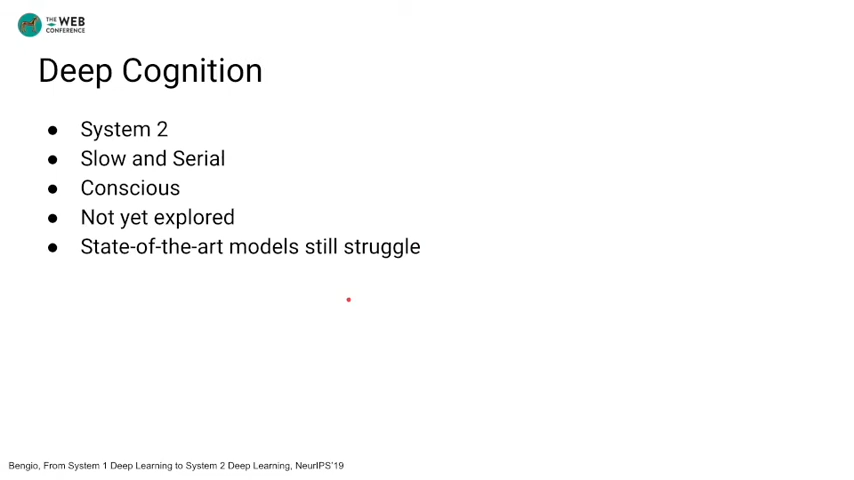 THE WEB
CONFERENCE
Deep Cognition
● System 2
● Slow and Serial
● Conscious
● Not yet explored
● State-of-the-art models still struggle
Bengio, From System 1 Deep Learning to System 2 Deep Learning, NeurIPS'19